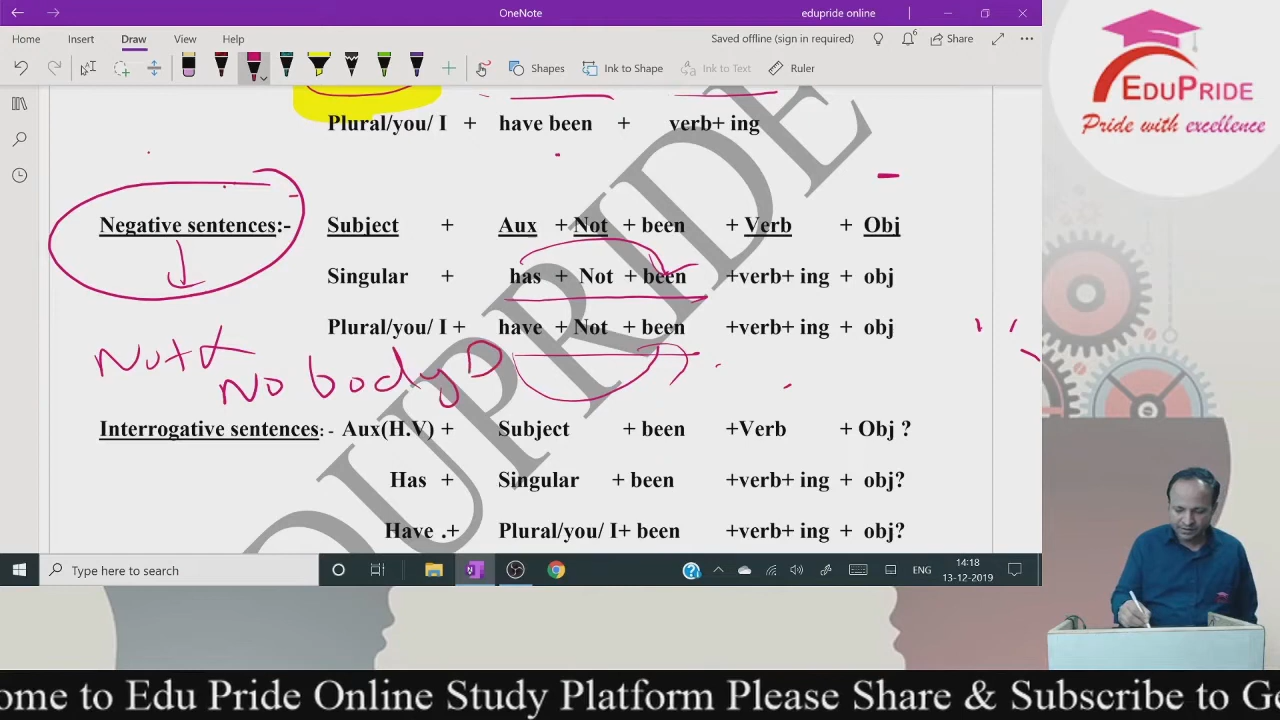 OneNote
edupride online
Home Insert Draw View Help
Saved offline (sign in required)
6
Share
Shapes Ink to Shape Ink to Text Ruler
EDUPRIDE
Pride with excellence
Plural/you/ I + have been + verb+ ing
Negative sentences:- Subject + Aux + Not + been + Verb + Obj
Singular + has + Not + been +verb+ ing + obj
Plural/you/ I + have + Not + been +verb+ ing + obj
No body
Interrogative sentences: - Aux(H.V) + Subject + been +Verb + Obj ?
Has + Singular + been +verb+ ing + obj?
Have .+ Plural/you/ I+ been +verb+ ing + obj?
EDUPRIDE
Type here to search
ENG
14:18
13-12-2019
ome to Edu Pride Online Study Platform Please Share & Subscribe to Ge